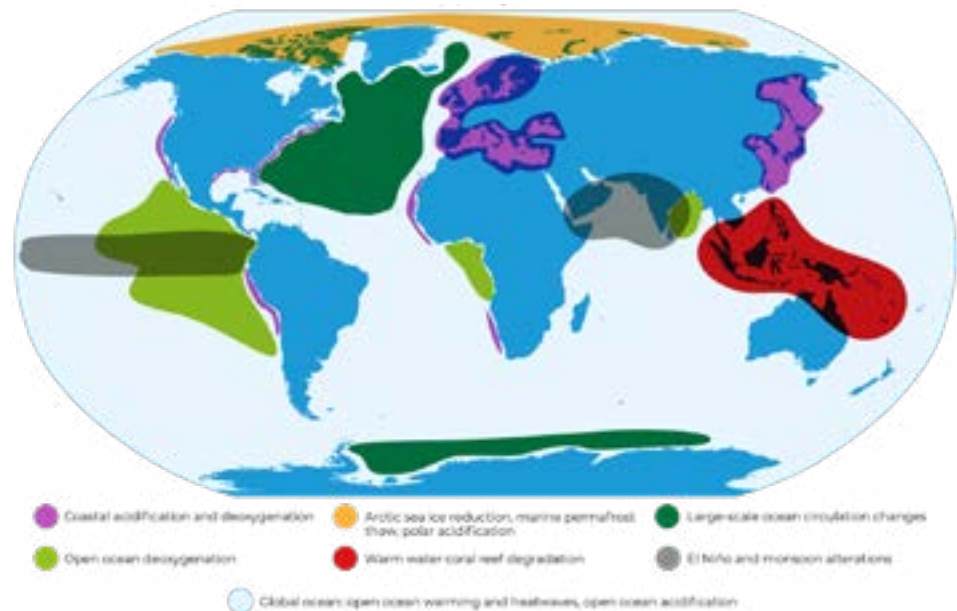 Coastal acidification and deoxygenation
Arctic sea ice reduction, marine permafrost
thaw, polar acidification
Large-scale ocean circulation changes
Open ocean deoxygenation
Warm water coral reef degradation
El Niño and monsoon alterations
Global ocean: open ocean warming and heatwaves, open ocean acidification